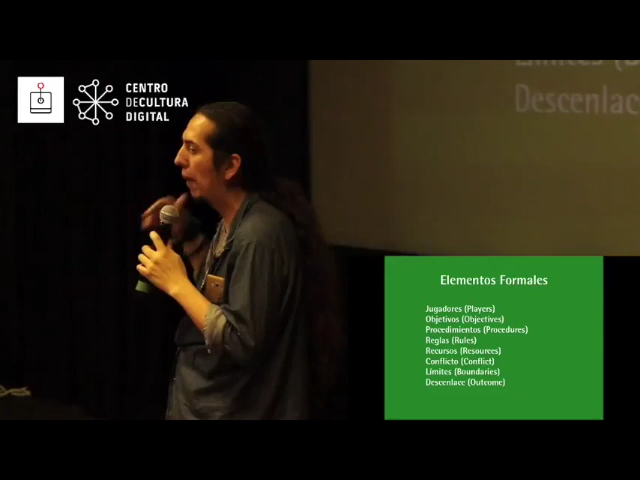 CENTRO
DECULTURA
DIGITAL
Descenlac
Elementos Formales
Jugadores (Players)
Objetivos (Objectives)
Procedimientos (Procedures)
Reglas (Rules)
Recursos (Resources)
Conflicto (Conflict)
Límites (Boundaries)
Descenlace (Outcome)